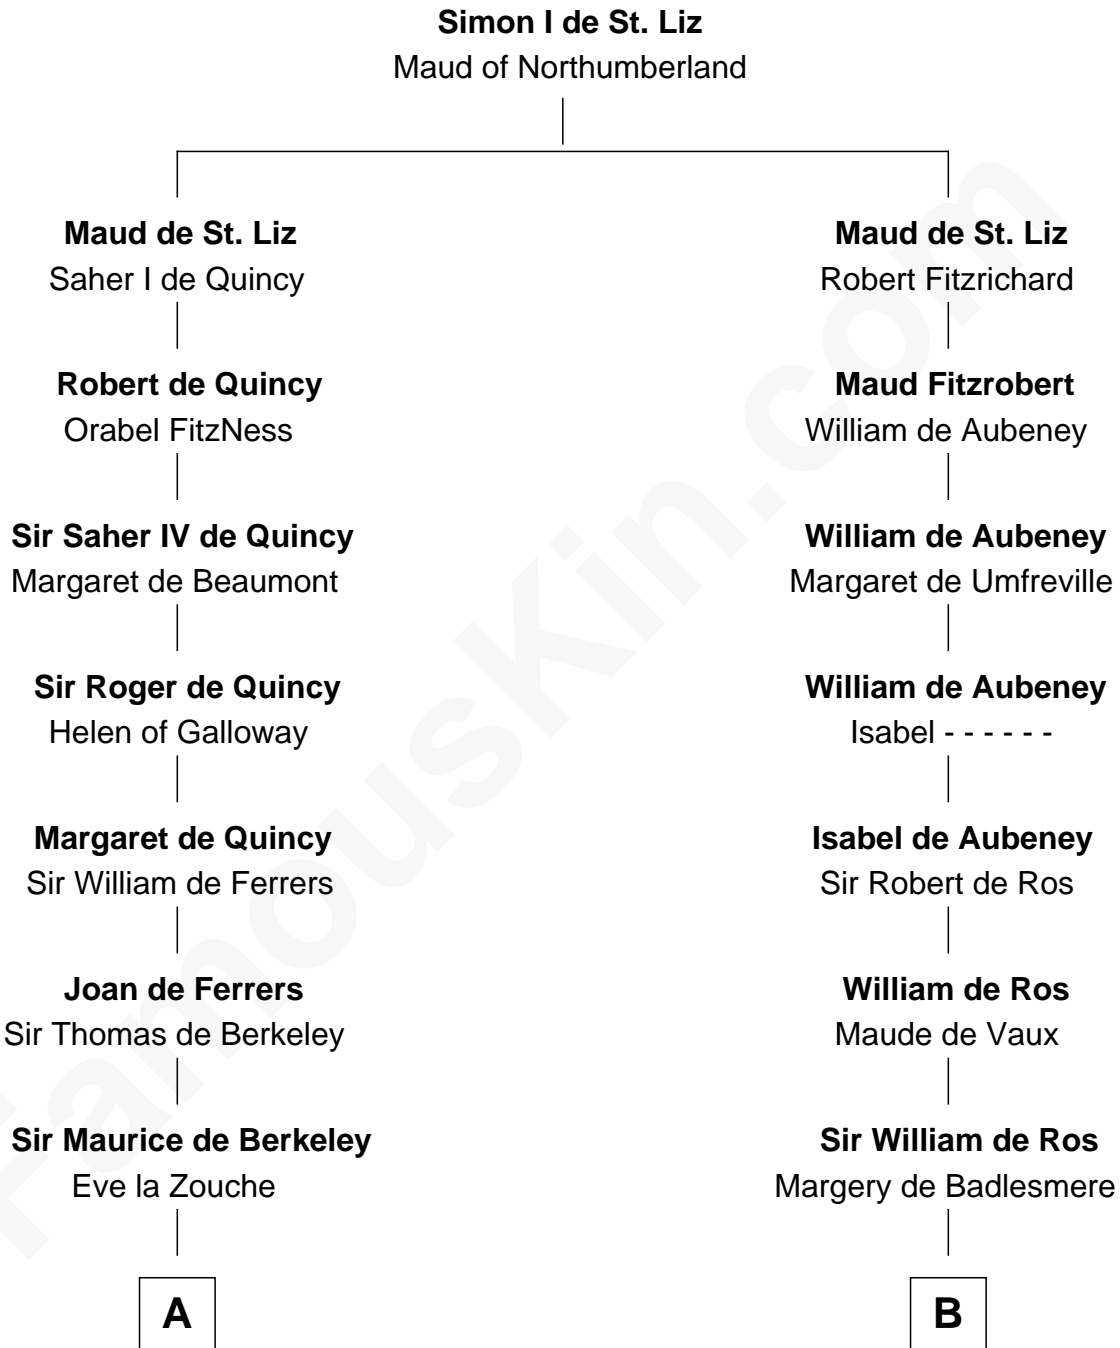 Simon I de St. Liz
Maud of Northumberland
Maud de St. Liz
Saher I de Quincy
Maud de St. Liz
Robert Fitzrichard
Robert de Quincy
Orabel FitzNess
Maud Fitzrobert
William de Aubeney
Sir Saher IV de Quincy
Margaret de Beaumont
William de Aubeney
Margaret de Umfreville
Sir Roger de Quincy
Helen of Galloway
William de Aubeney
Isabel - - - - - -
Margaret de Quincy
Sir William de Ferrers
Isabel de Aubeney
Sir Robert de Ros
Joan de Ferrers
Sir Thomas de Berkeley
William de Ros
Maude de Vaux
Sir Maurice de Berkeley
Eve la Zouche
Sir William de Ros
Margery de Badlesmere
A
B
FamousKin.com